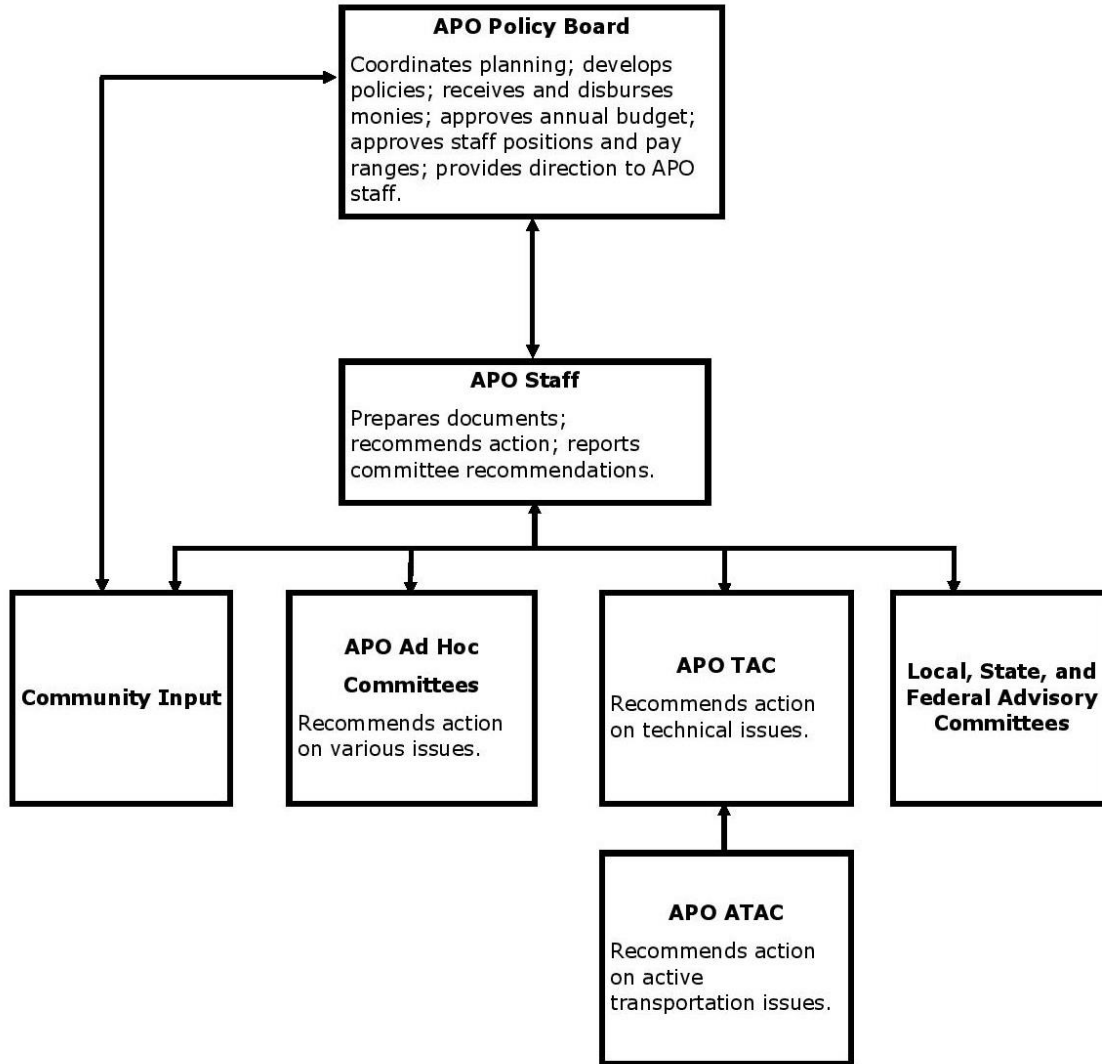 APO Policy Board
Coordinates planning; develops
policies; receives and disburses
monies; approves annual budget;
approves staff positions and pay
ranges; provides direction to APO
staff.
APO Staff
Prepares documents;
recommends action; reports
committee recommendations.
Community Input
APO Ad Hoc
Committees
Recommends action
on various issues.
APO TAC
Recommends action
on technical issues.
Local, State, and
Federal Advisory
Committees
APO ATAC
Recommends action
on active
transportation issues.